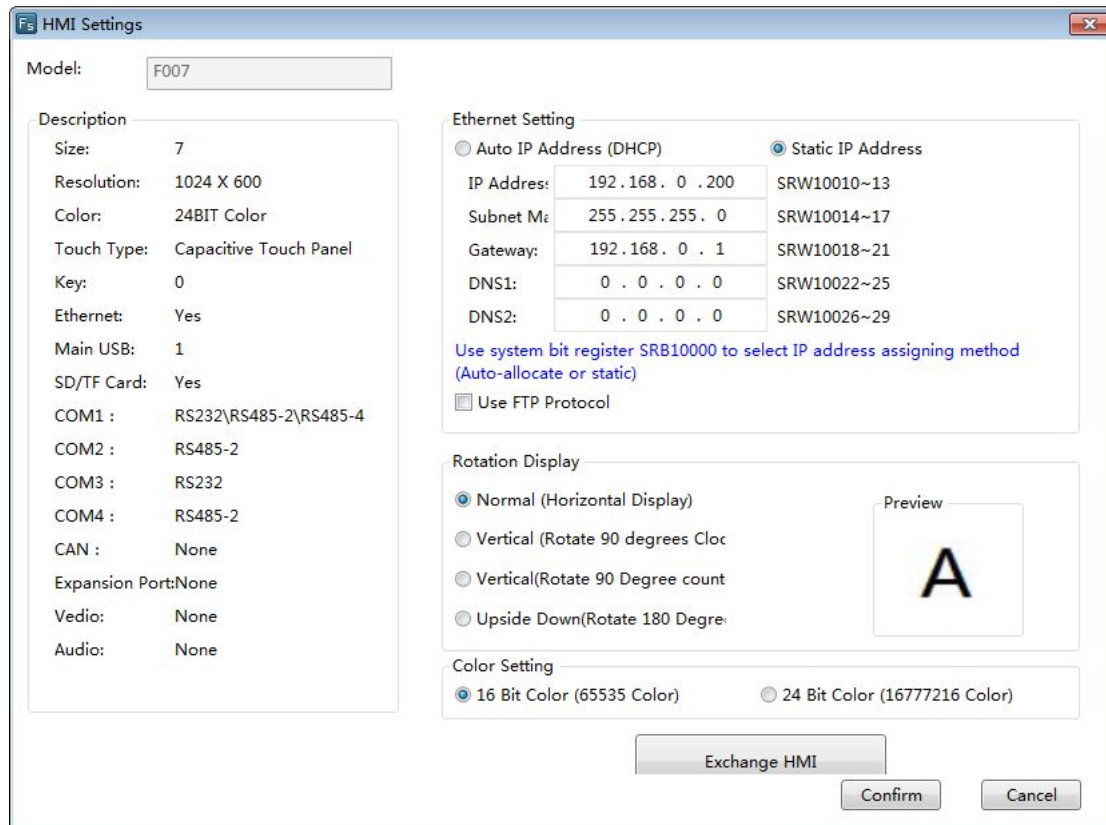 Fs HMI Settings
Model: F007
Description
Size: 7
Resolution: 1024 X 600
Color: 24BIT Color
Touch Type: Capacitive Touch Panel
Key: 0
Ethernet: Yes
Main USB: 1
SD/TF Card: Yes
COM1 : RS232\RS485-2\RS485-4
COM2 : RS485-2
COM3 : RS232
COM4 : RS485-2
CAN : None
Expansion Port:None
Vedio: None
Audio: None
Ethernet Setting
Auto IP Address (DHCP) Static IP Address
IP Address 192.168. 0 .200 SRW10010~13
Subnet Ma 255.255.255. 0 SRW10014~17
Gateway: 192.168. 0 . 1 SRW10018~21
DNS1: 0 . 0 . 0 . 0 SRW10022~25
DNS2: 0 . 0 . 0 . 0 SRW10026~29
Use system bit register SRB10000 to select IP address assigning method
(Auto-allocate or static)
Use FTP Protocol
Rotation Display
Normal (Horizontal Display)
Vertical (Rotate 90 degrees Cloc
Vertical(Rotate 90 Degree count
Upside Down(Rotate 180 Degre
Preview
A
Color Setting
16 Bit Color (65535 Color) 24 Bit Color (16777216 Color)
Exchange HMI
Confirm Cancel